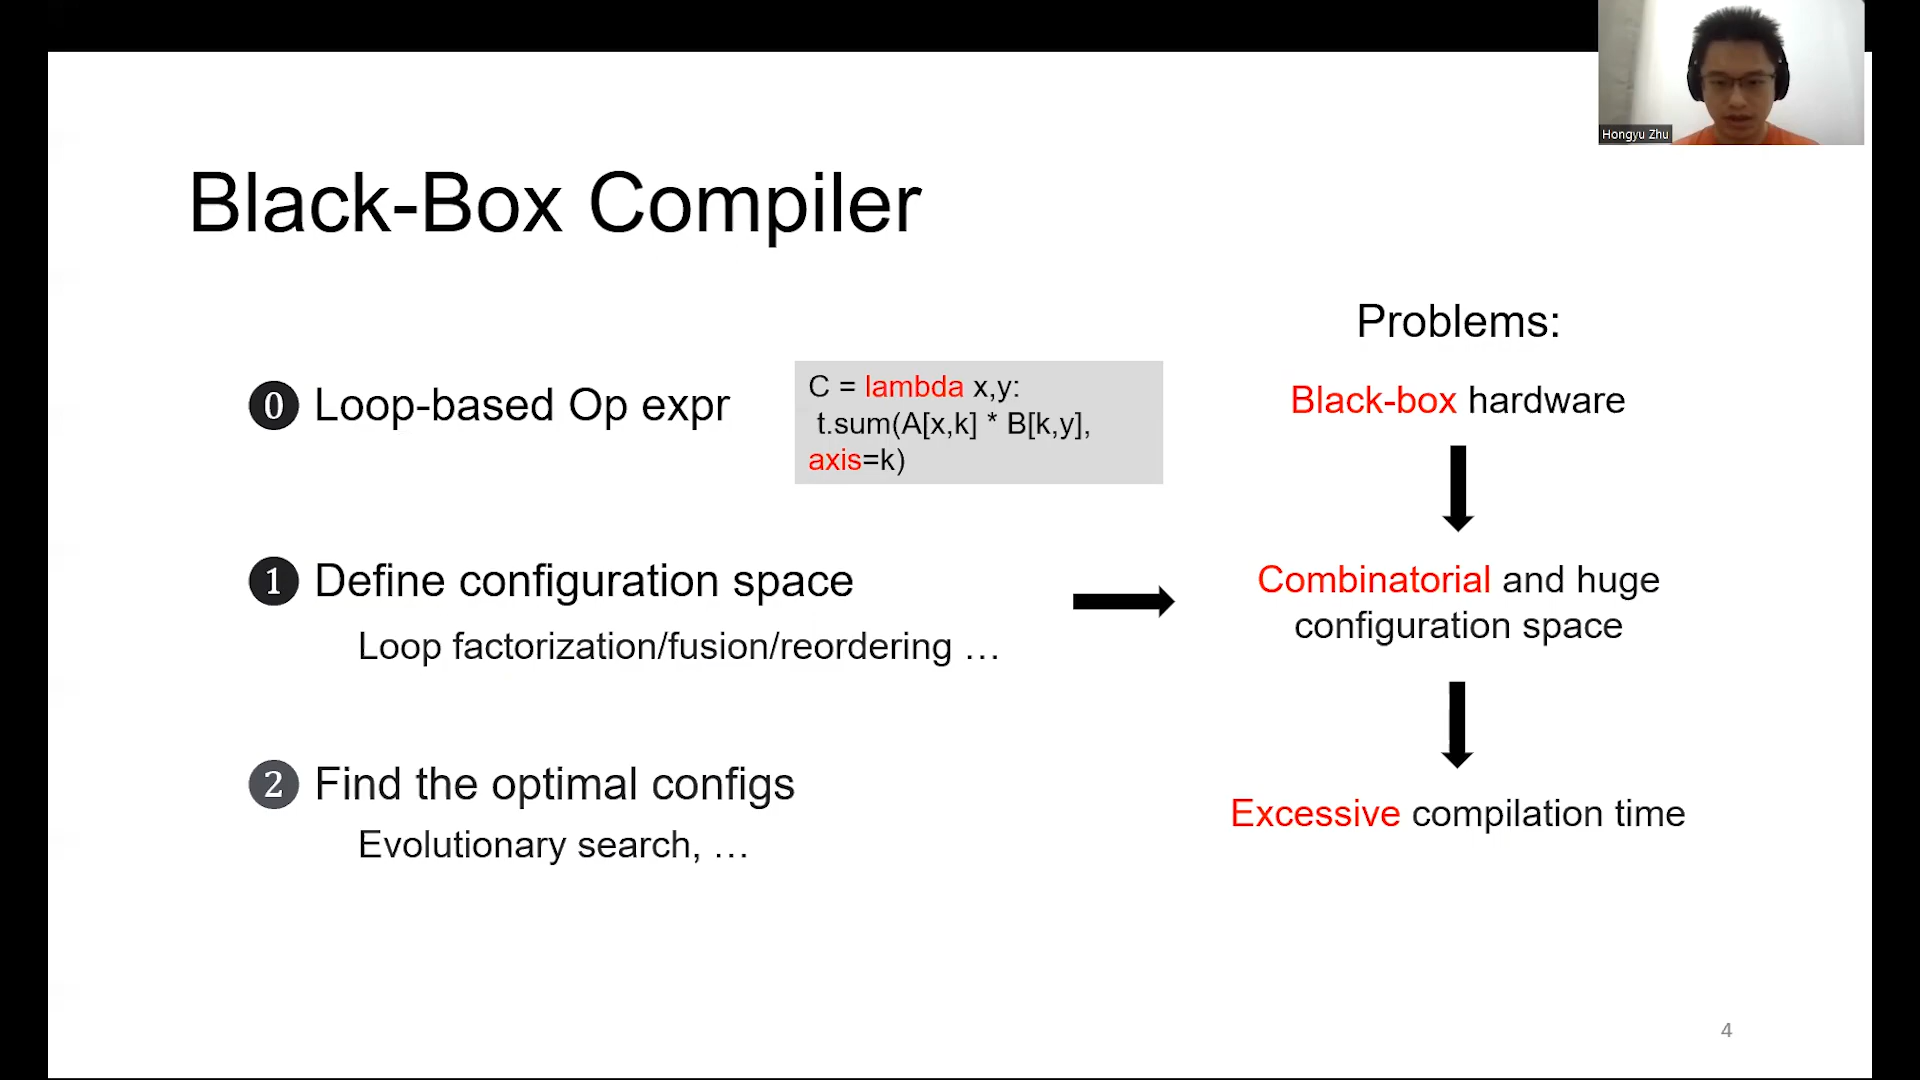 Hongyu Zhu
Black-Box Compiler
0 Loop-based Op expr
C = lambda x,y:
t.sum(A[x,k] * B[k,y],
axis=k)
1 Define configuration space
Loop factorization/fusion/reordering …
2 Find the optimal configs
Evolutionary search, …
Problems:
Black-box hardware
Combinatorial and huge
configuration space
Excessive compilation time
4